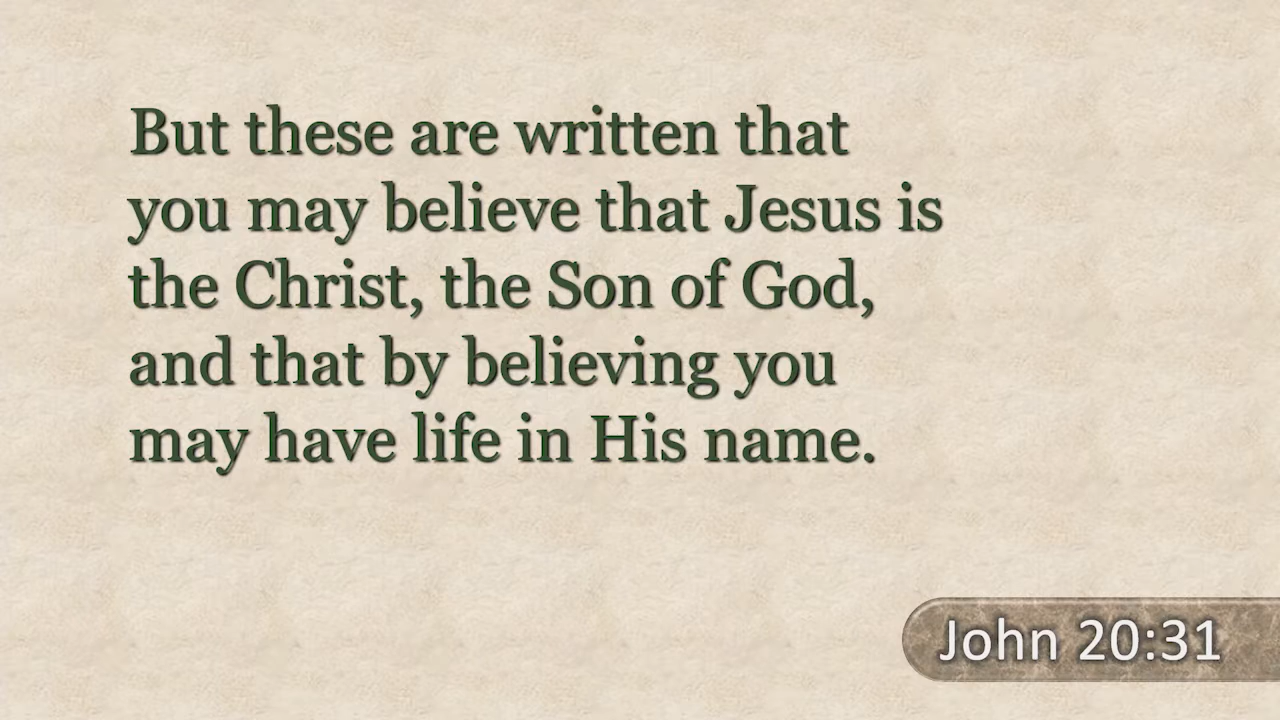 But these are written that
you may believe that Jesus is
the Christ, the Son of God,
and that by believing you
may have life in His name.
John 20:31